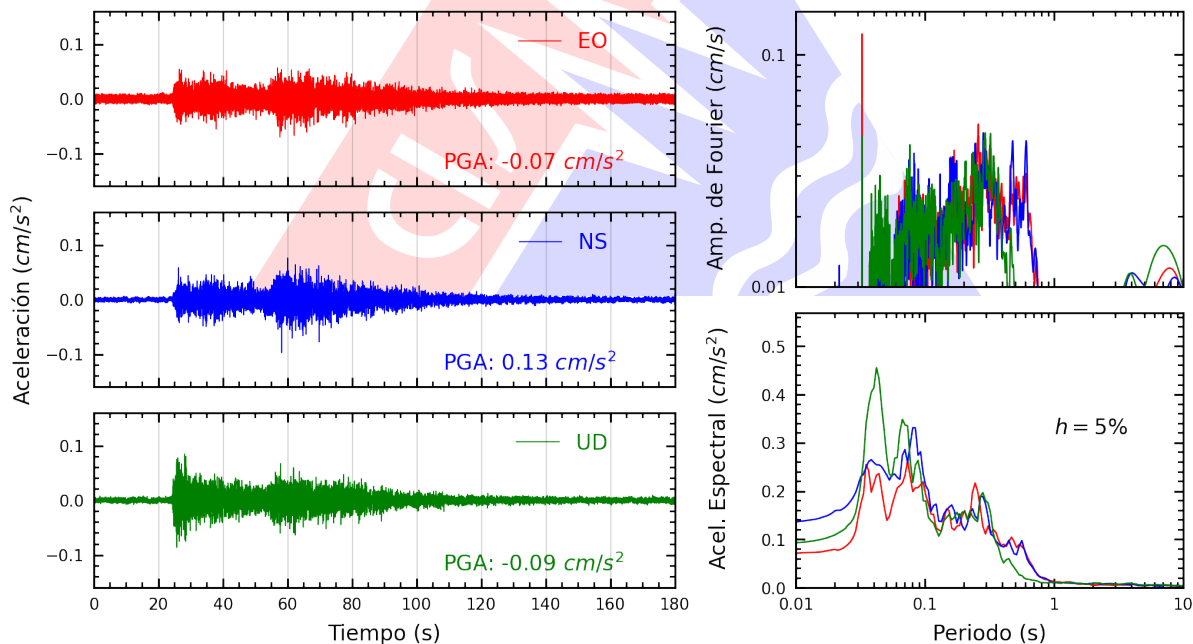 0.1
0.0
−0.1
EO
PGA: -0.07 cm/s²
0.1
0.0
−0.1
NS
PGA: 0.13 cm/s²
0.1
0.0
−0.1
UD
PGA: -0.09 cm/s²
0 20 40 60 80 100 120 140 160 180
Tiempo (s)
Aceleración (cm/s²)
0.1
0.01
Amp. de Fourier (cm/s)
0.5
0.4
0.3
0.2
0.1
0.0
h = 5%
0.01 0.1 1 10
Periodo (s)
Acel. Espectral (cm/s²)